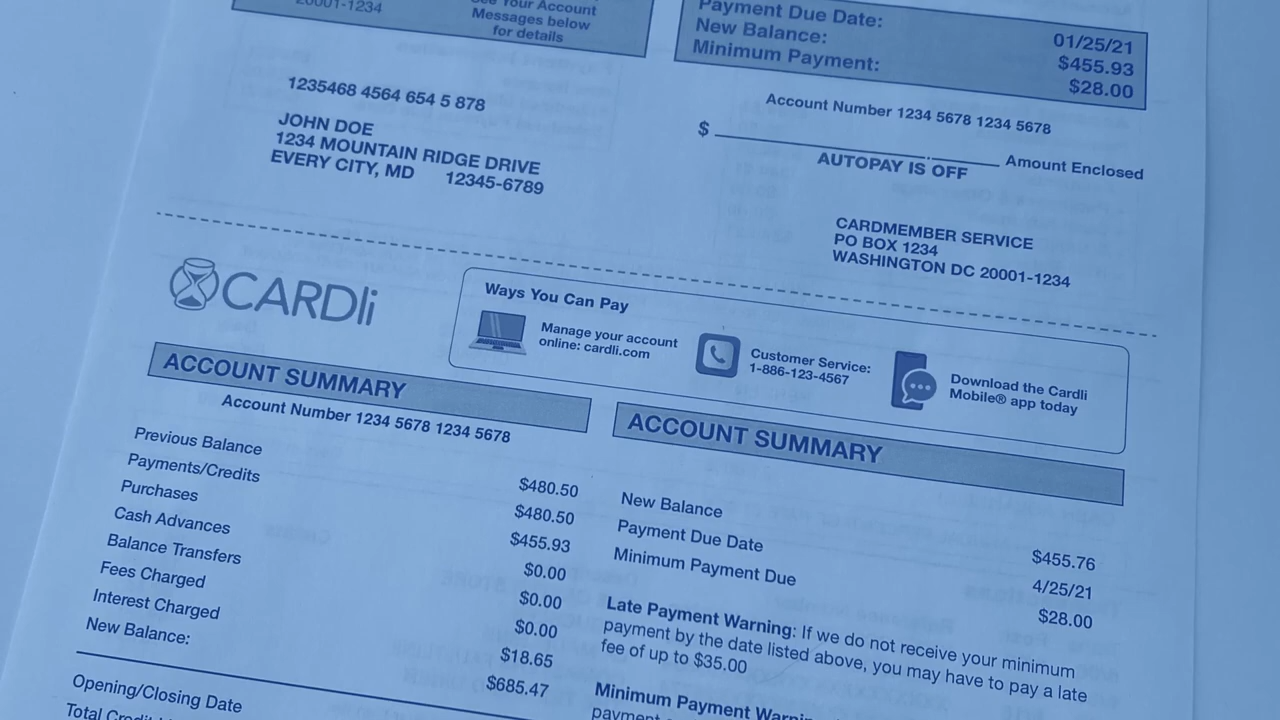 20001-1234
See Your Account
Messages below
for details
Payment Due Date: 01/25/21
New Balance: $455.93
Minimum Payment: $28.00
1235468 4564 654 5 878
JOHN DOE
1234 MOUNTAIN RIDGE DRIVE
EVERY CITY, MD 12345-6789
Account Number 1234 5678 1234 5678
$ Amount Enclosed
AUTOPAY IS OFF
CARDMEMBER SERVICE
PO BOX 1234
WASHINGTON DC 20001-1234
CARDli
Ways You Can Pay
Manage your account
online: cardli.com
Customer Service:
1-886-123-4567
Download the Cardli
Mobile® app today
ACCOUNT SUMMARY
Account Number 1234 5678 1234 5678
Previous Balance $480.50
Payments/Credits $480.50
Purchases $455.93
Cash Advances $0.00
Balance Transfers $0.00
Fees Charged $0.00
Interest Charged $18.65
New Balance: $685.47
Opening/Closing Date
ACCOUNT SUMMARY
New Balance $455.76
Payment Due Date 4/25/21
Minimum Payment Due $28.00
Late Payment Warning: If we do not receive your minimum
payment by the date listed above, you may have to pay a late
fee of up to $35.00
Minimum Payment